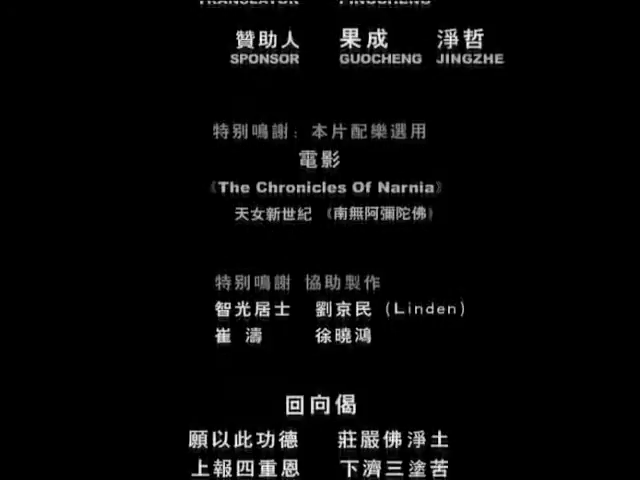 TRANSLATOR PINGCHENG
贊助人 果成 淨哲
SPONSOR GUOCHENG JINGZHE
特别鳴謝：本片配樂選用
電影
《The Chronicles Of Narnia》
天女新世紀 《南無阿彌陀佛》
特别鳴謝 協助製作
智光居士 劉京民 (Linden)
崔濤 徐曉鴻
回向偈
願以此功德 莊嚴佛淨土
上報四重恩 下濟三塗苦